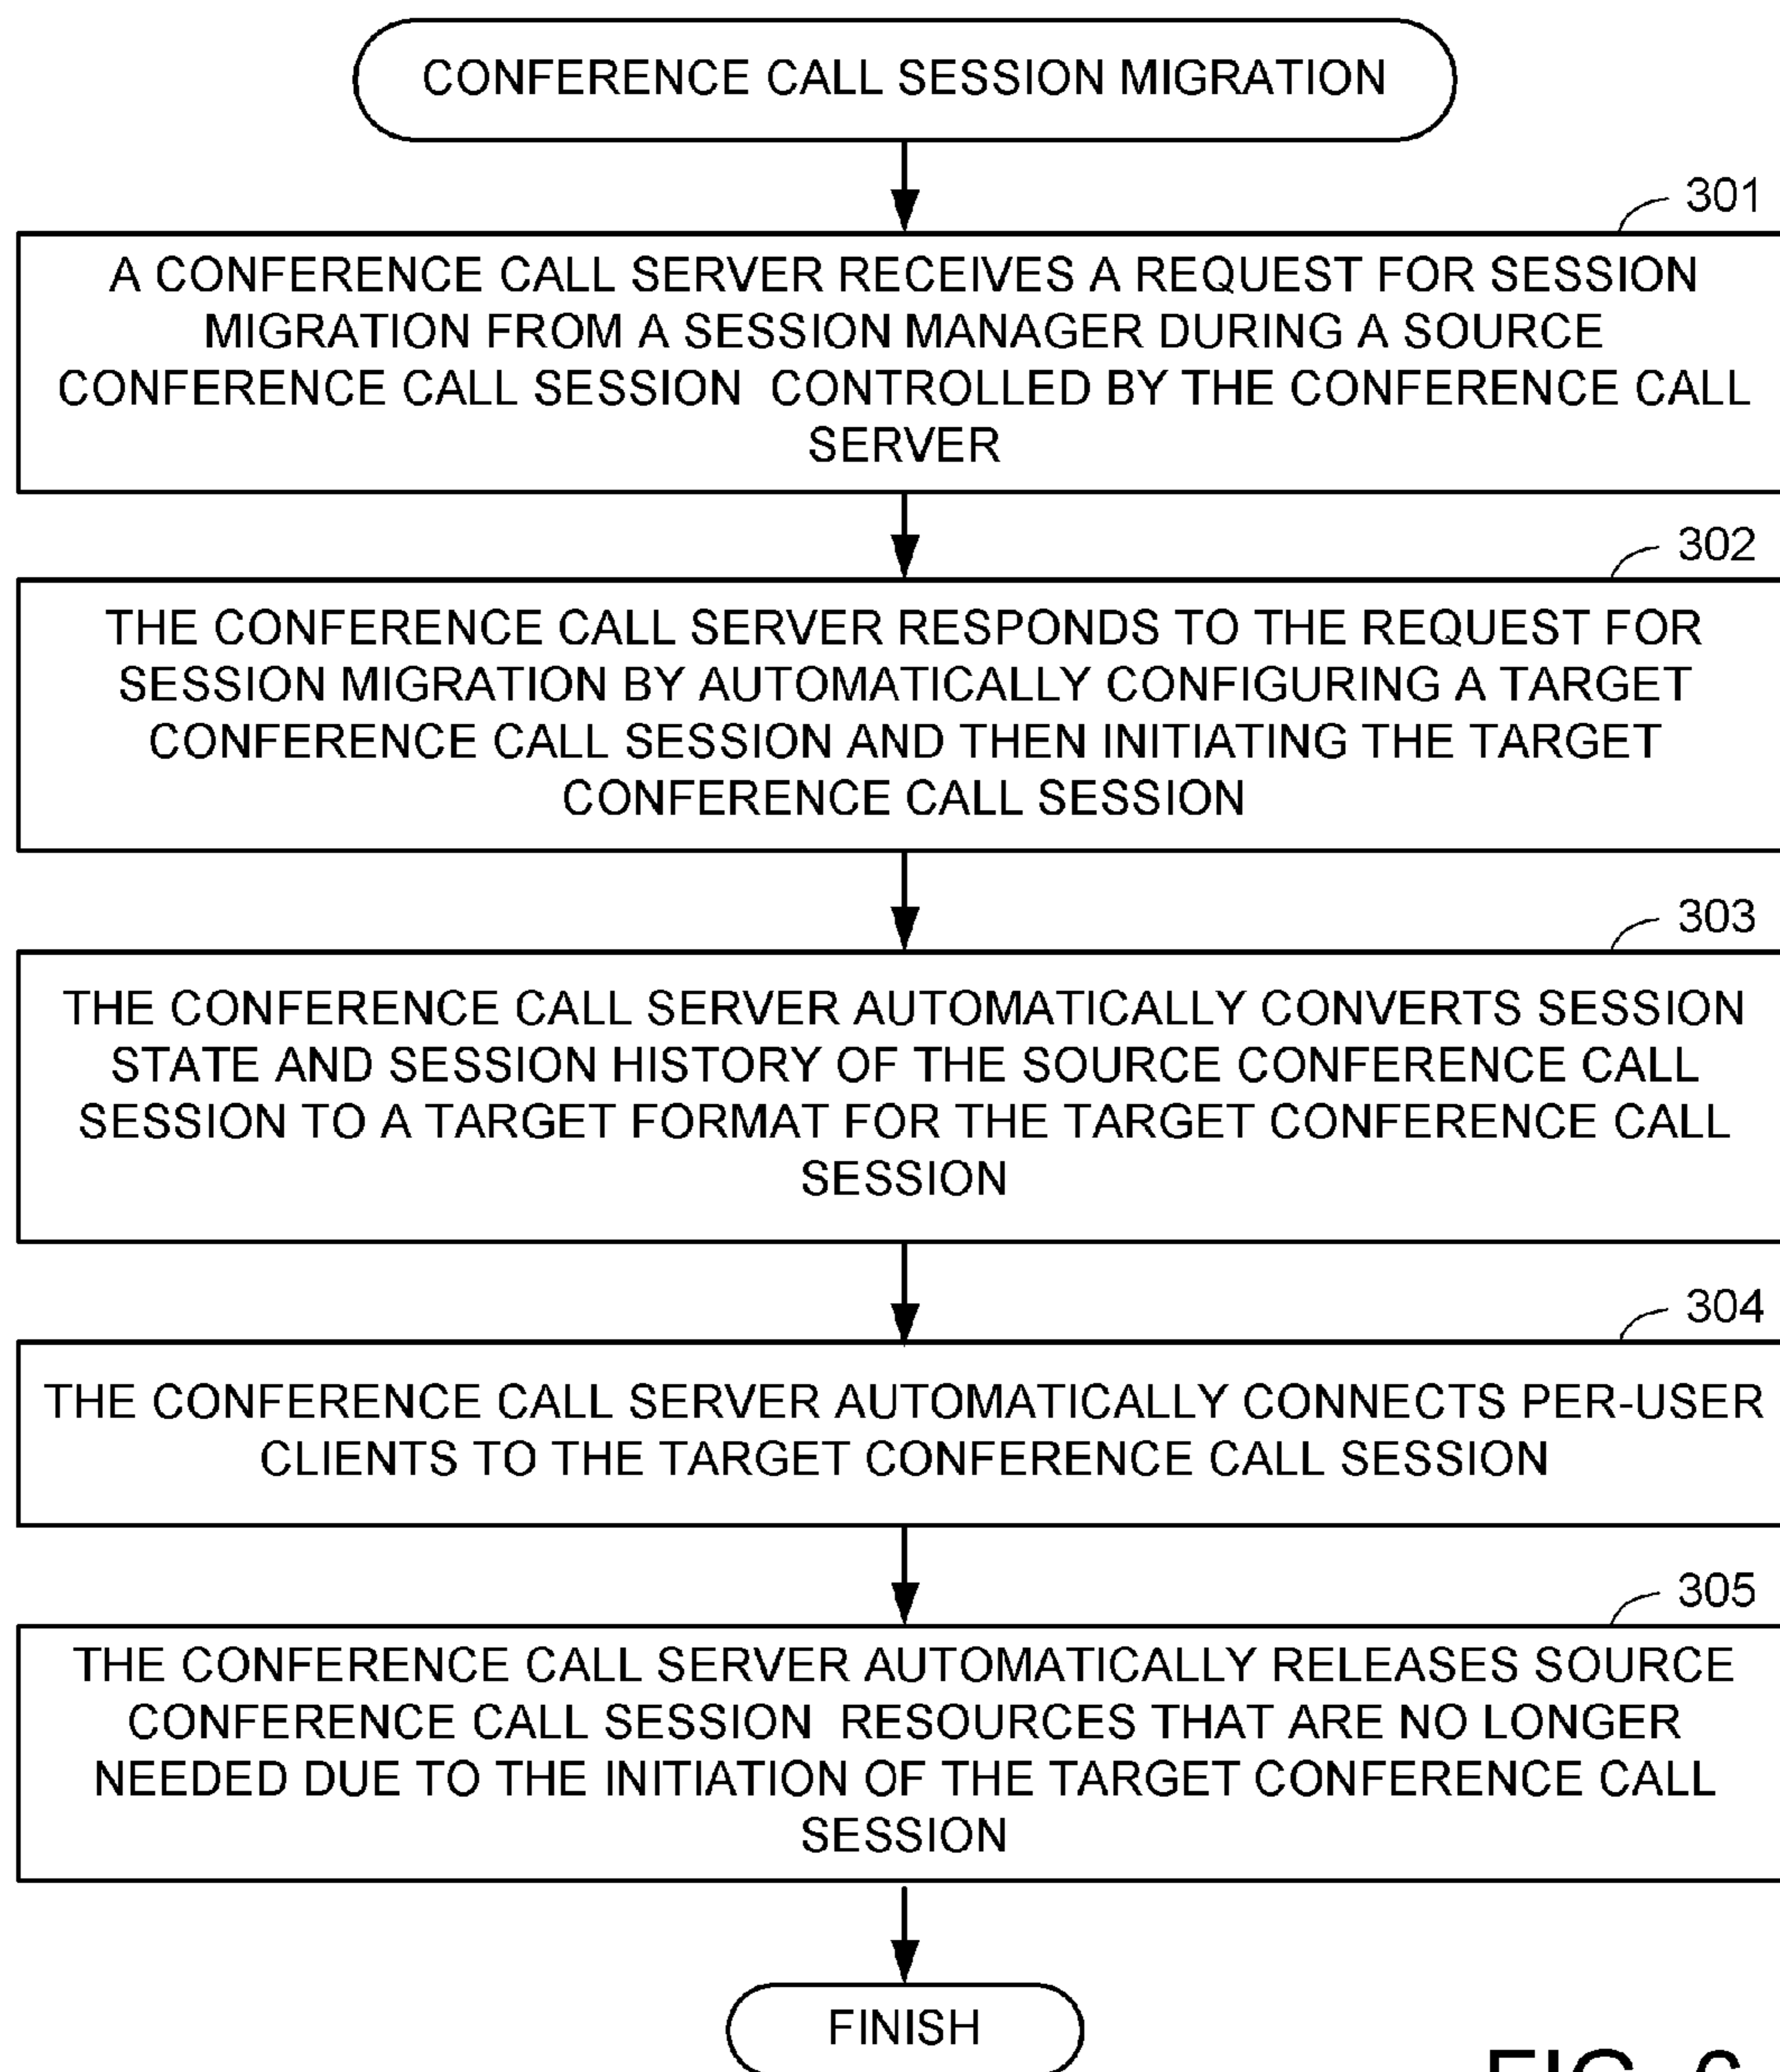 CONFERENCE CALL SESSION MIGRATION
301
A CONFERENCE CALL SERVER RECEIVES A REQUEST FOR SESSION
MIGRATION FROM A SESSION MANAGER DURING A SOURCE
CONFERENCE CALL SESSION CONTROLLED BY THE CONFERENCE CALL
SERVER
302
THE CONFERENCE CALL SERVER RESPONDS TO THE REQUEST FOR
SESSION MIGRATION BY AUTOMATICALLY CONFIGURING A TARGET
CONFERENCE CALL SESSION AND THEN INITIATING THE TARGET
CONFERENCE CALL SESSION
303
THE CONFERENCE CALL SERVER AUTOMATICALLY CONVERTS SESSION
STATE AND SESSION HISTORY OF THE SOURCE CONFERENCE CALL
SESSION TO A TARGET FORMAT FOR THE TARGET CONFERENCE CALL
SESSION
304
THE CONFERENCE CALL SERVER AUTOMATICALLY CONNECTS PER-USER
CLIENTS TO THE TARGET CONFERENCE CALL SESSION
305
THE CONFERENCE CALL SERVER AUTOMATICALLY RELEASES SOURCE
CONFERENCE CALL SESSION RESOURCES THAT ARE NO LONGER
NEEDED DUE TO THE INITIATION OF THE TARGET CONFERENCE CALL
SESSION
FINISH
FIG.